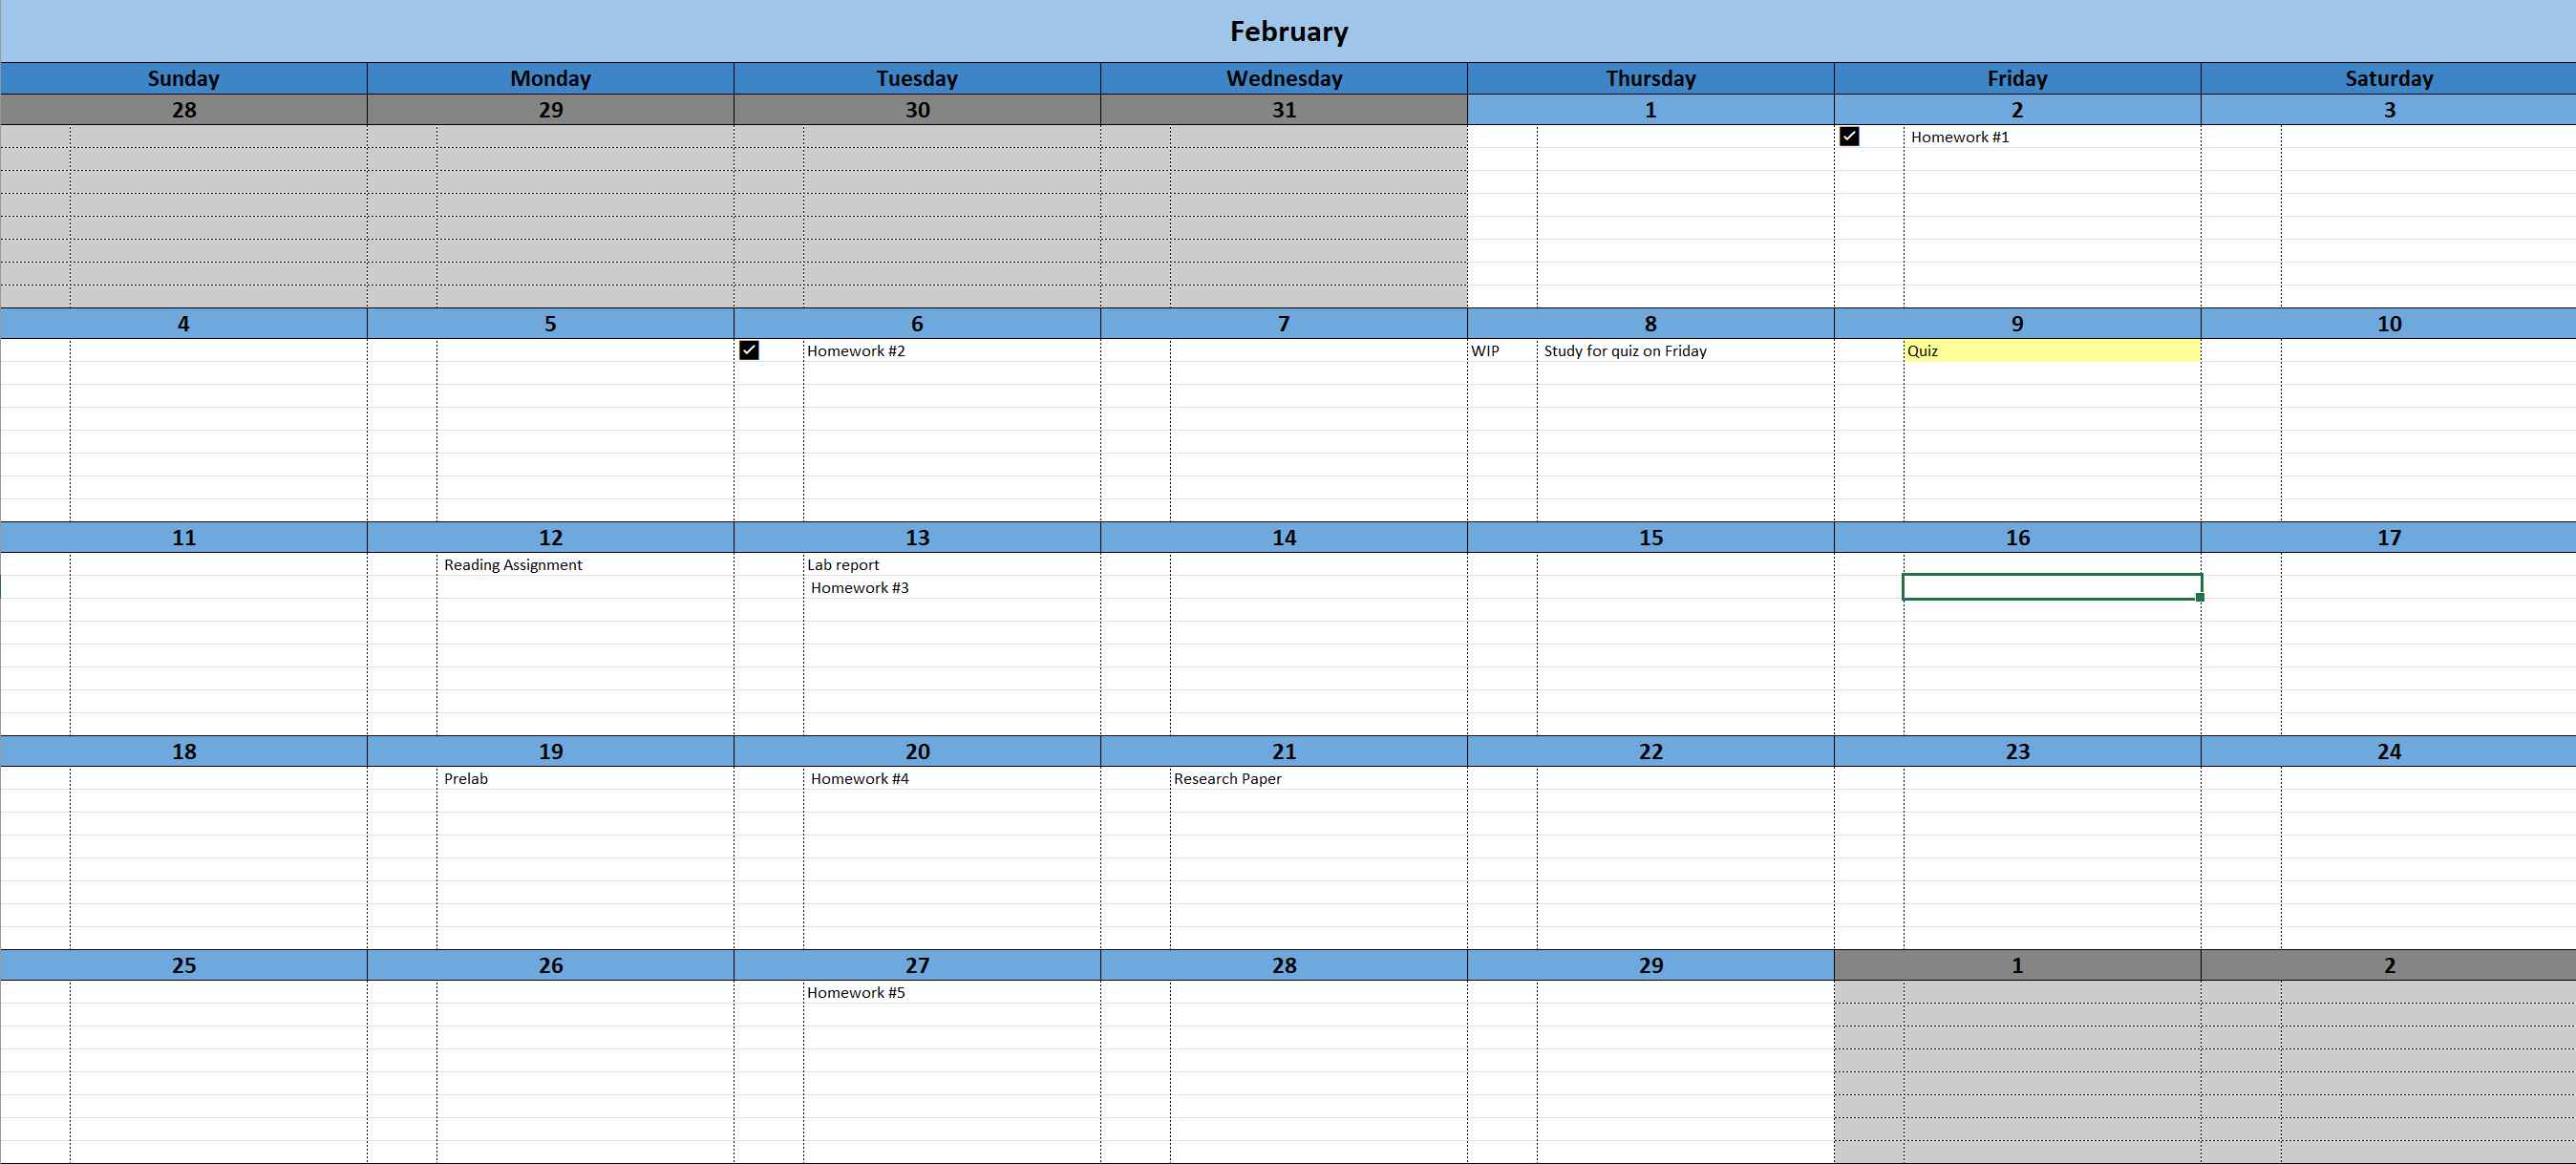 February
Sunday Monday Tuesday Wednesday Thursday Friday Saturday
28 29 30 31 1 2 3
Homework #1
4 5 6 7 8 9 10
Homework #2 WIP Study for quiz on Friday Quiz
11 12 13 14 15 16 17
Reading Assignment Lab report
Homework #3
18 19 20 21 22 23 24
Prelab Homework #4 Research Paper
25 26 27 28 29 1 2
Homework #5